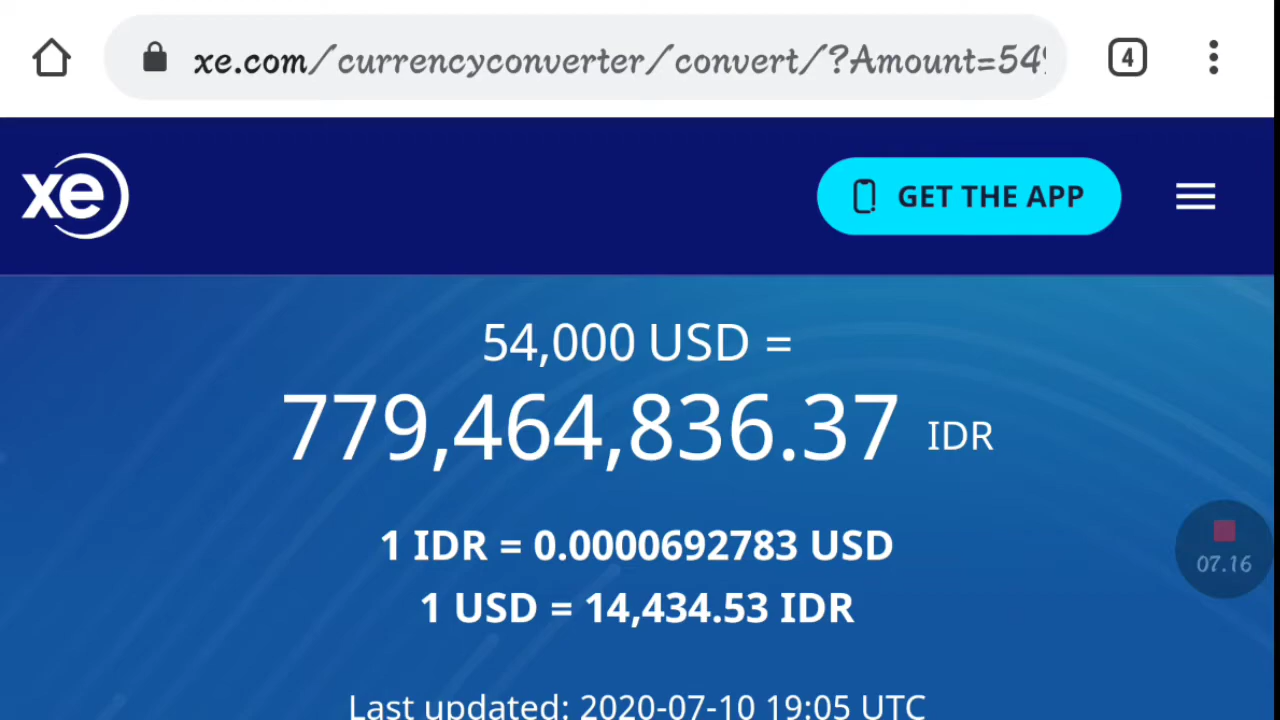 xe.com/currencyconverter/convert/?Amount=54
4
xe
GET THE APP
54,000 USD =
779,464,836.37 IDR
1 IDR = 0.0000692783 USD
07.16
1 USD = 14,434.53 IDR
Last updated: 2020-07-10 19:05 UTC